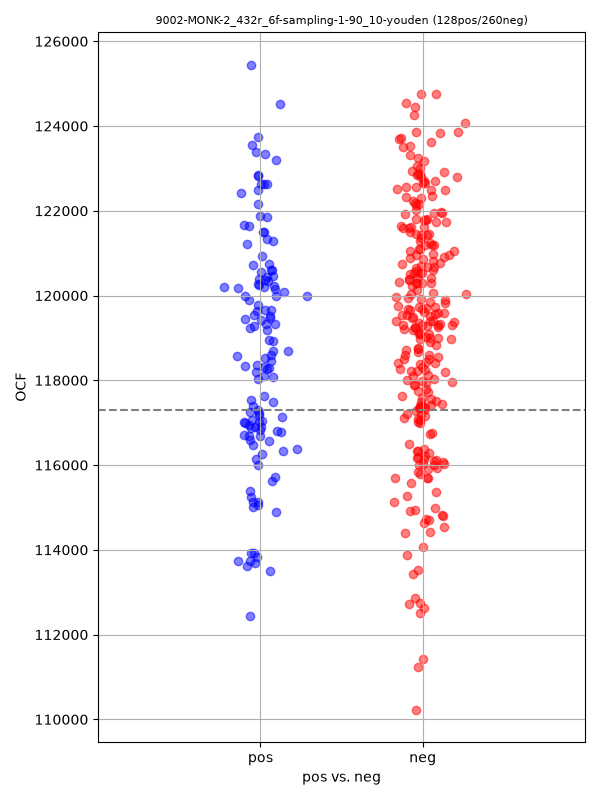 9002-MONK-2_432r_6f-sampling-1-90_10-youden (128pos/260neg)
126000
124000
122000
120000
118000
116000
114000
112000
110000
OCF
pos
neg
pos vs. neg